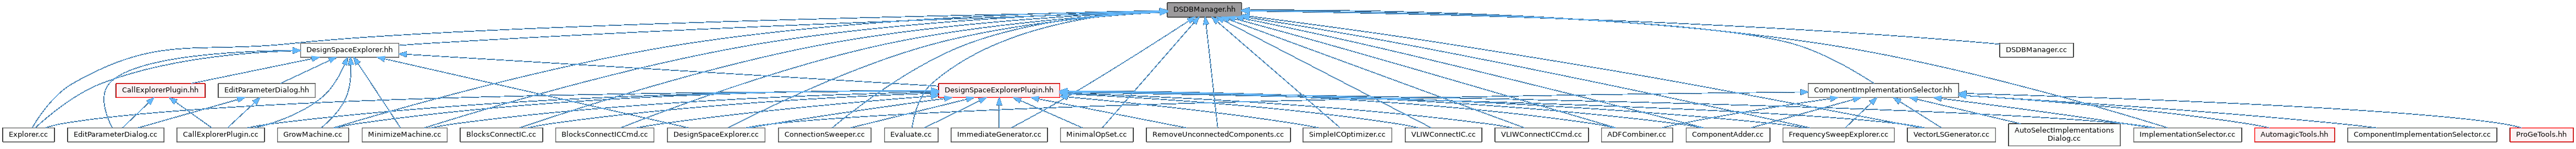 DSDBManager.hh
DesignSpaceExplorer.hh
DSDBManager.cc
CallExplorerPlugin.hh
EditParameterDialog.hh
DesignSpaceExplorerPlugin.hh
ComponentImplementationSelector.hh
Explorer.cc
EditParameterDialog.cc
CallExplorerPlugin.cc
GrowMachine.cc
MinimizeMachine.cc
BlocksConnectIC.cc
BlocksConnectICCmd.cc
DesignSpaceExplorer.cc
ConnectionSweeper.cc
Evaluate.cc
ImmediateGenerator.cc
MinimalOpSet.cc
RemoveUnconnectedComponents.cc
SimpleICOptimizer.cc
VLIWConnectIC.cc
VLIWConnectICCmd.cc
ADFCombiner.cc
ComponentAdder.cc
FrequencySweepExplorer.cc
VectorLSGenerator.cc
AutoSelectImplementations
Dialog.cc
ImplementationSelector.cc
AutomagicTools.hh
ComponentImplementationSelector.cc
ProGeTools.hh